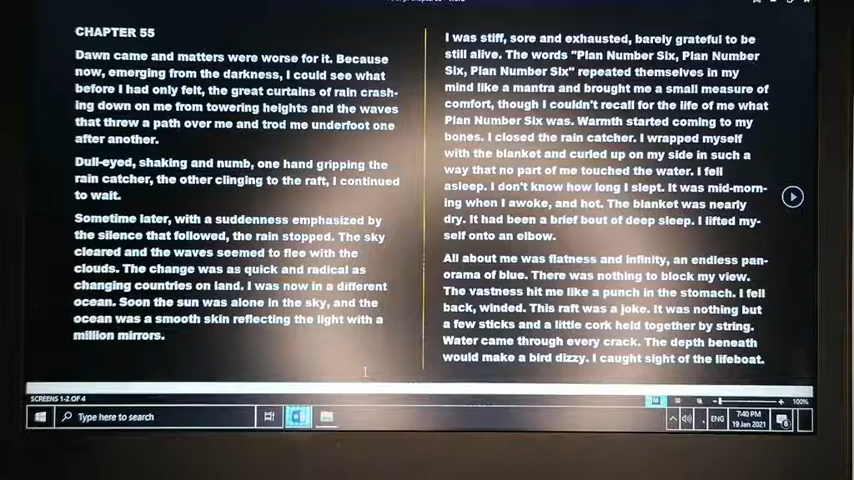 CHAPTER 55
Dawn came and matters were worse for it. Because
now, emerging from the darkness, I could see what
before I had only felt, the great curtains of rain crash-
ing down on me from towering heights and the waves
that threw a path over me and trod me underfoot one
after another.
Dull-eyed, shaking and numb, one hand gripping the
rain catcher, the other clinging to the raft, I continued
to wait.
Sometime later, with a suddenness emphasized by
the silence that followed, the rain stopped. The sky
cleared and the waves seemed to flee with the
clouds. The change was as quick and radical as
changing countries on land. I was now in a different
ocean. Soon the sun was alone in the sky, and the
ocean was a smooth skin reflecting the light with a
million mirrors.
I was stiff, sore and exhausted, barely grateful to be
still alive. The words "Plan Number Six, Plan Number
Six, Plan Number Six" repeated themselves in my
mind like a mantra and brought me a small measure of
comfort, though I couldn't recall for the life of me what
Plan Number Six was. Warmth started coming to my
bones. I closed the rain catcher. I wrapped myself
with the blanket and curled up on my side in such a
way that no part of me touched the water. I fell
asleep. I don't know how long I slept. It was mid-morn-
ing when I awoke, and hot. The blanket was nearly
dry. It had been a brief bout of deep sleep. I lifted my-
self onto an elbow.
All about me was flatness and infinity, an endless pan-
orama of blue. There was nothing to block my view.
The vastness hit me like a punch in the stomach. I fell
back, winded. This raft was a joke. It was nothing but
a few sticks and a little cork held together by string.
Water came through every crack. The depth beneath
would make a bird dizzy. I caught sight of the lifeboat.
SCREENS 1-2 OF 4
100%
Type here to search
ENG
7:40 PM
19 Jan 2021
6